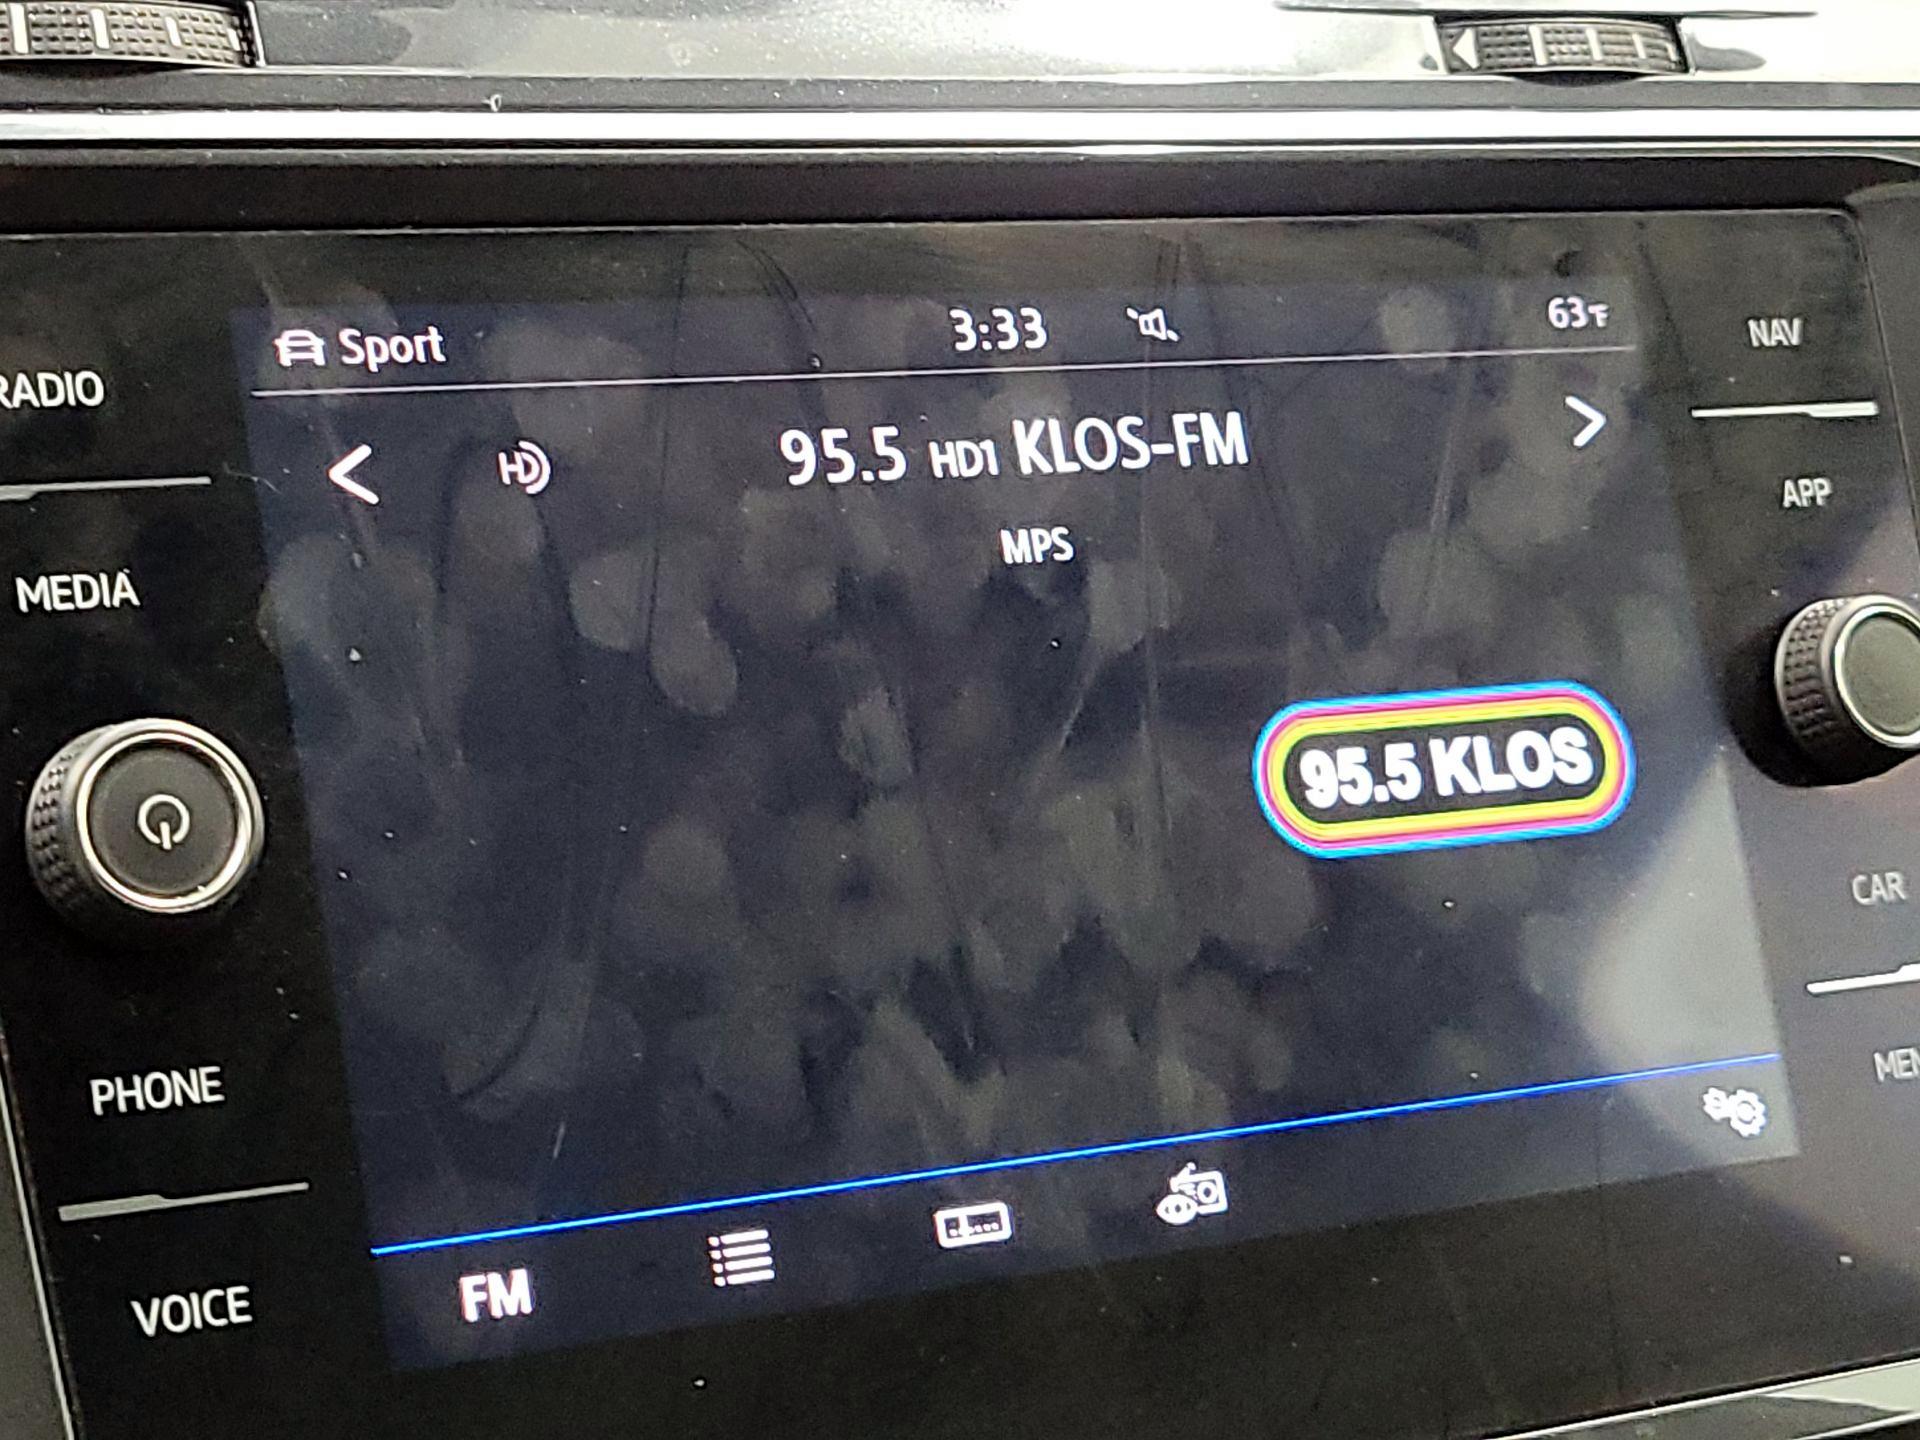 Sport 3:33 63°F
RADIO
NAV
HD 95.5 HD1 KLOS-FM
MPS
APP
MEDIA
95.5 KLOS
CAR
PHONE
VOICE
FM